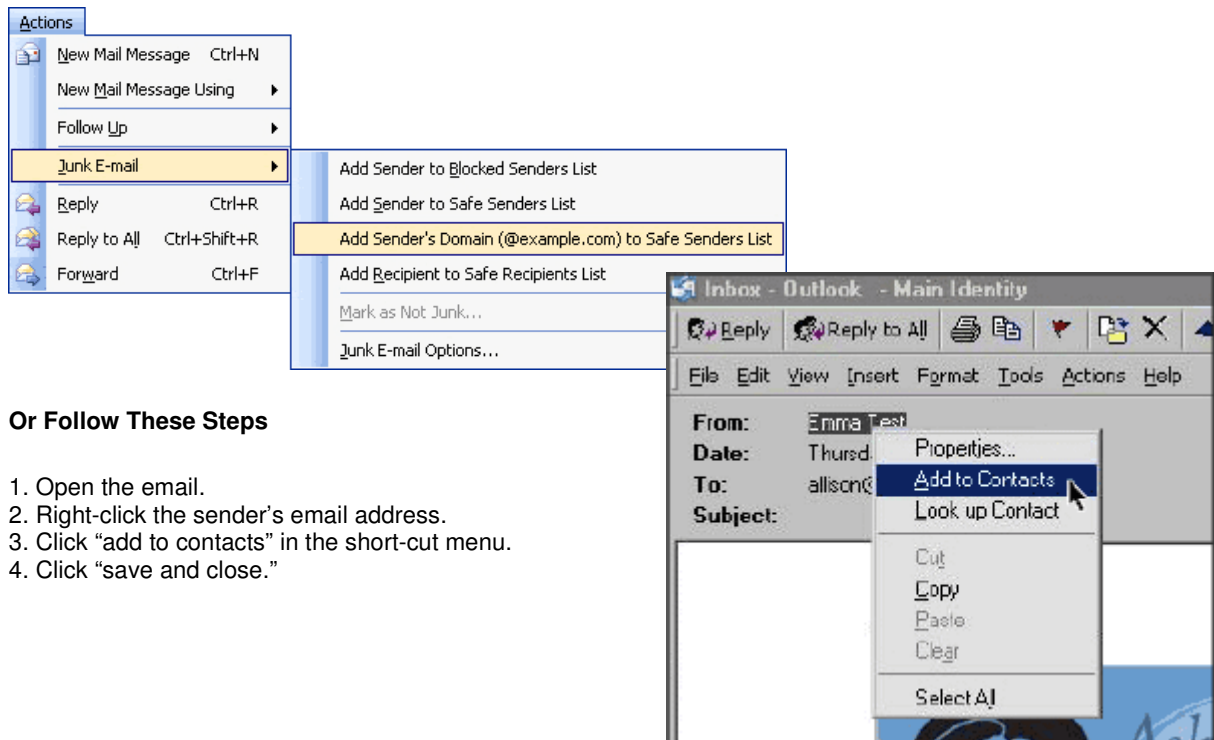 Actions
New Mail Message Ctrl+N
New Mail Message Using
Follow Up
Junk E-mail
Reply Ctrl+R
Reply to All Ctrl+Shift+R
Forward Ctrl+F
Add Sender to Blocked Senders List
Add Sender to Safe Senders List
Add Sender's Domain (@example.com) to Safe Senders List
Add Recipient to Safe Recipients List
Mark as Not Junk...
Junk E-mail Options...
Or Follow These Steps
1. Open the email.
2. Right-click the sender’s email address.
3. Click “add to contacts” in the short-cut menu.
4. Click “save and close.”
Inbox - Outlook - Main Identity
Reply Reply to All
File Edit View Insert Format Tools Actions Help
From: Emma Test
Date: Thursd
To: allison@
Subject:
Properties...
Add to Contacts
Look up Contact
Cut
Copy
Paste
Clear
Select All